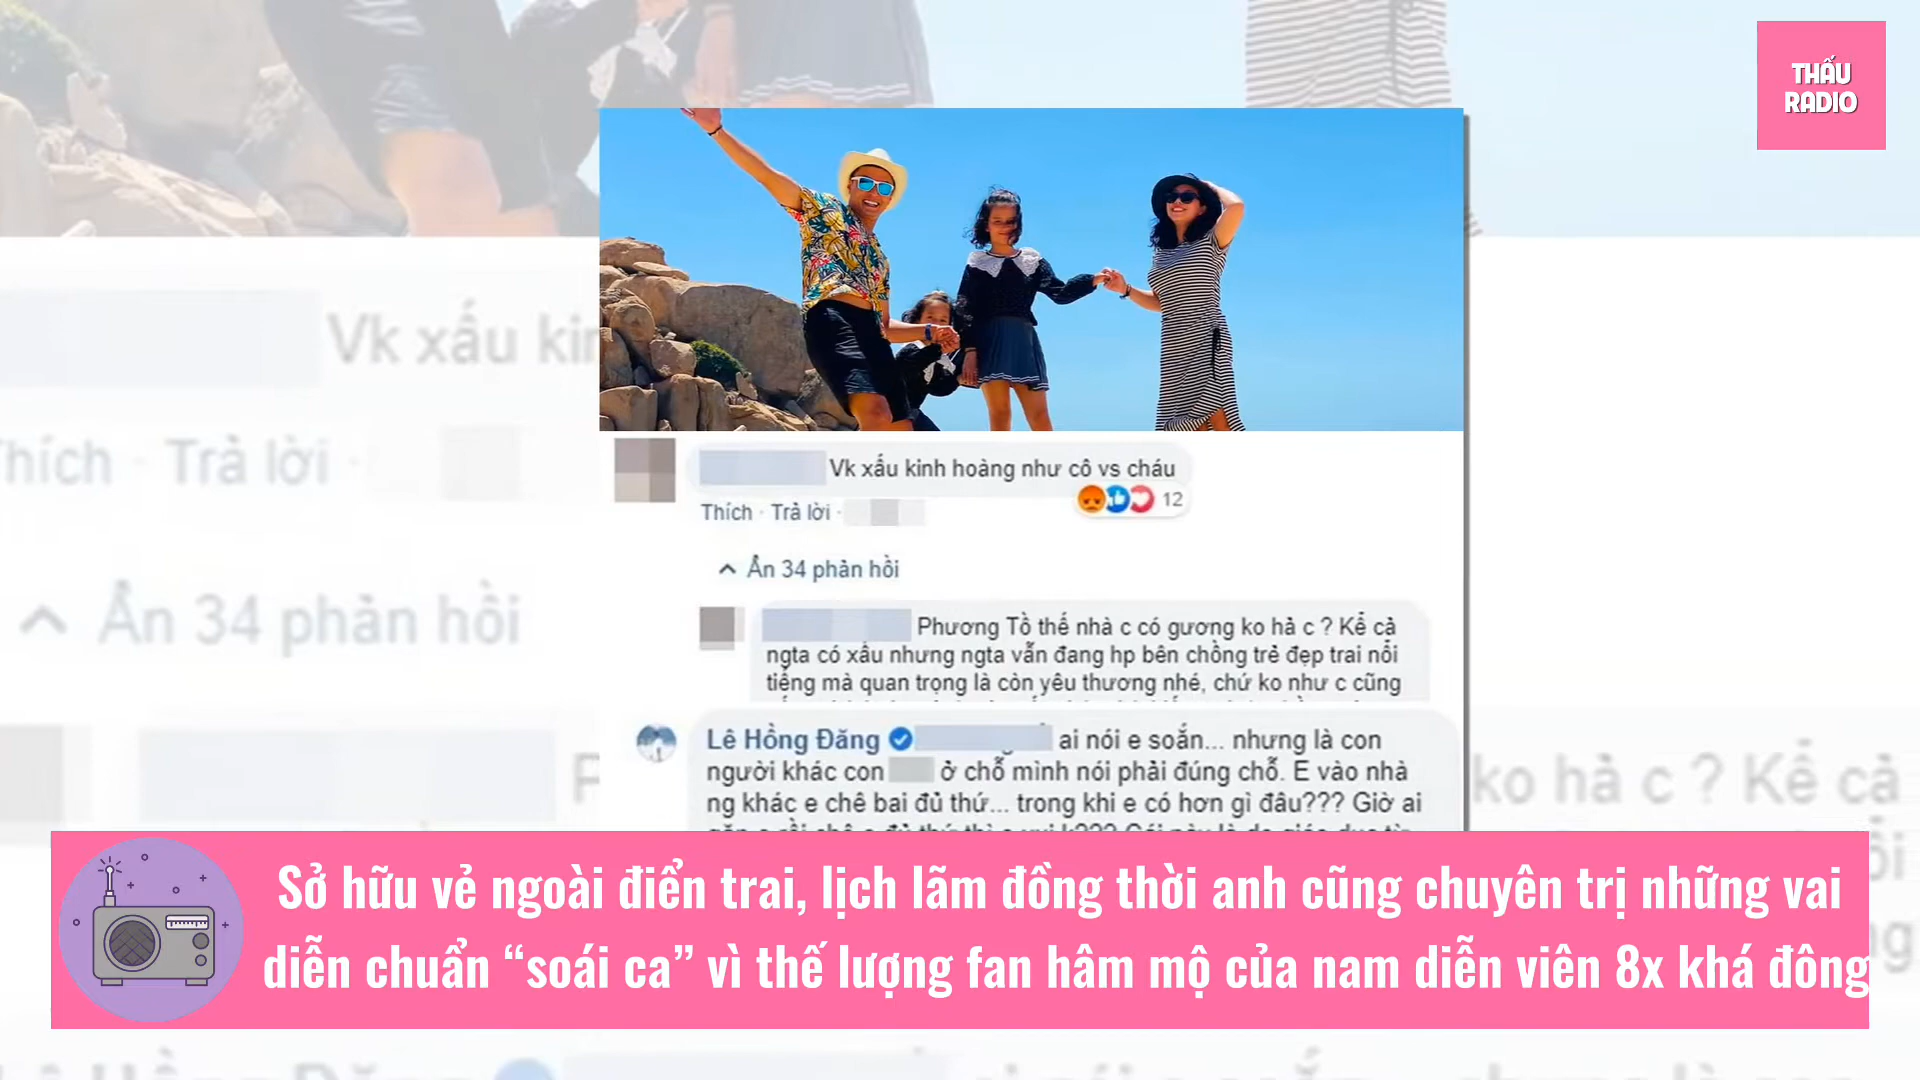 THẤU
RADIO
Vk xấu kinh hoàng như cô vs cháu
Thích · Trả lời ·
12
Ẩn 34 phản hồi
Phương Tồ thế nhà c có gương ko hả c ? Kể cả
ngta có xấu nhưng ngta vẫn đang hp bên chồng trẻ đẹp trai nổi
tiếng mà quan trọng là còn yêu thương nhé, chứ ko như c cũng
Lê Hồng Đăng ai nói e soắn... nhưng là con
người khác con ở chỗ mình nói phải đúng chỗ. E vào nhà
ng khác e chê bai đủ thứ... trong khi e có hơn gì đâu??? Giờ ai
Sở hữu vẻ ngoài điển trai, lịch lãm đồng thời anh cũng chuyên trị những vai
diễn chuẩn “soái ca” vì thế lượng fan hâm mộ của nam diễn viên 8x khá đông
Vk xấu
Thích · Trả lời ·
Ẩn 34 phản hồi
ko hả c ? Kể cả